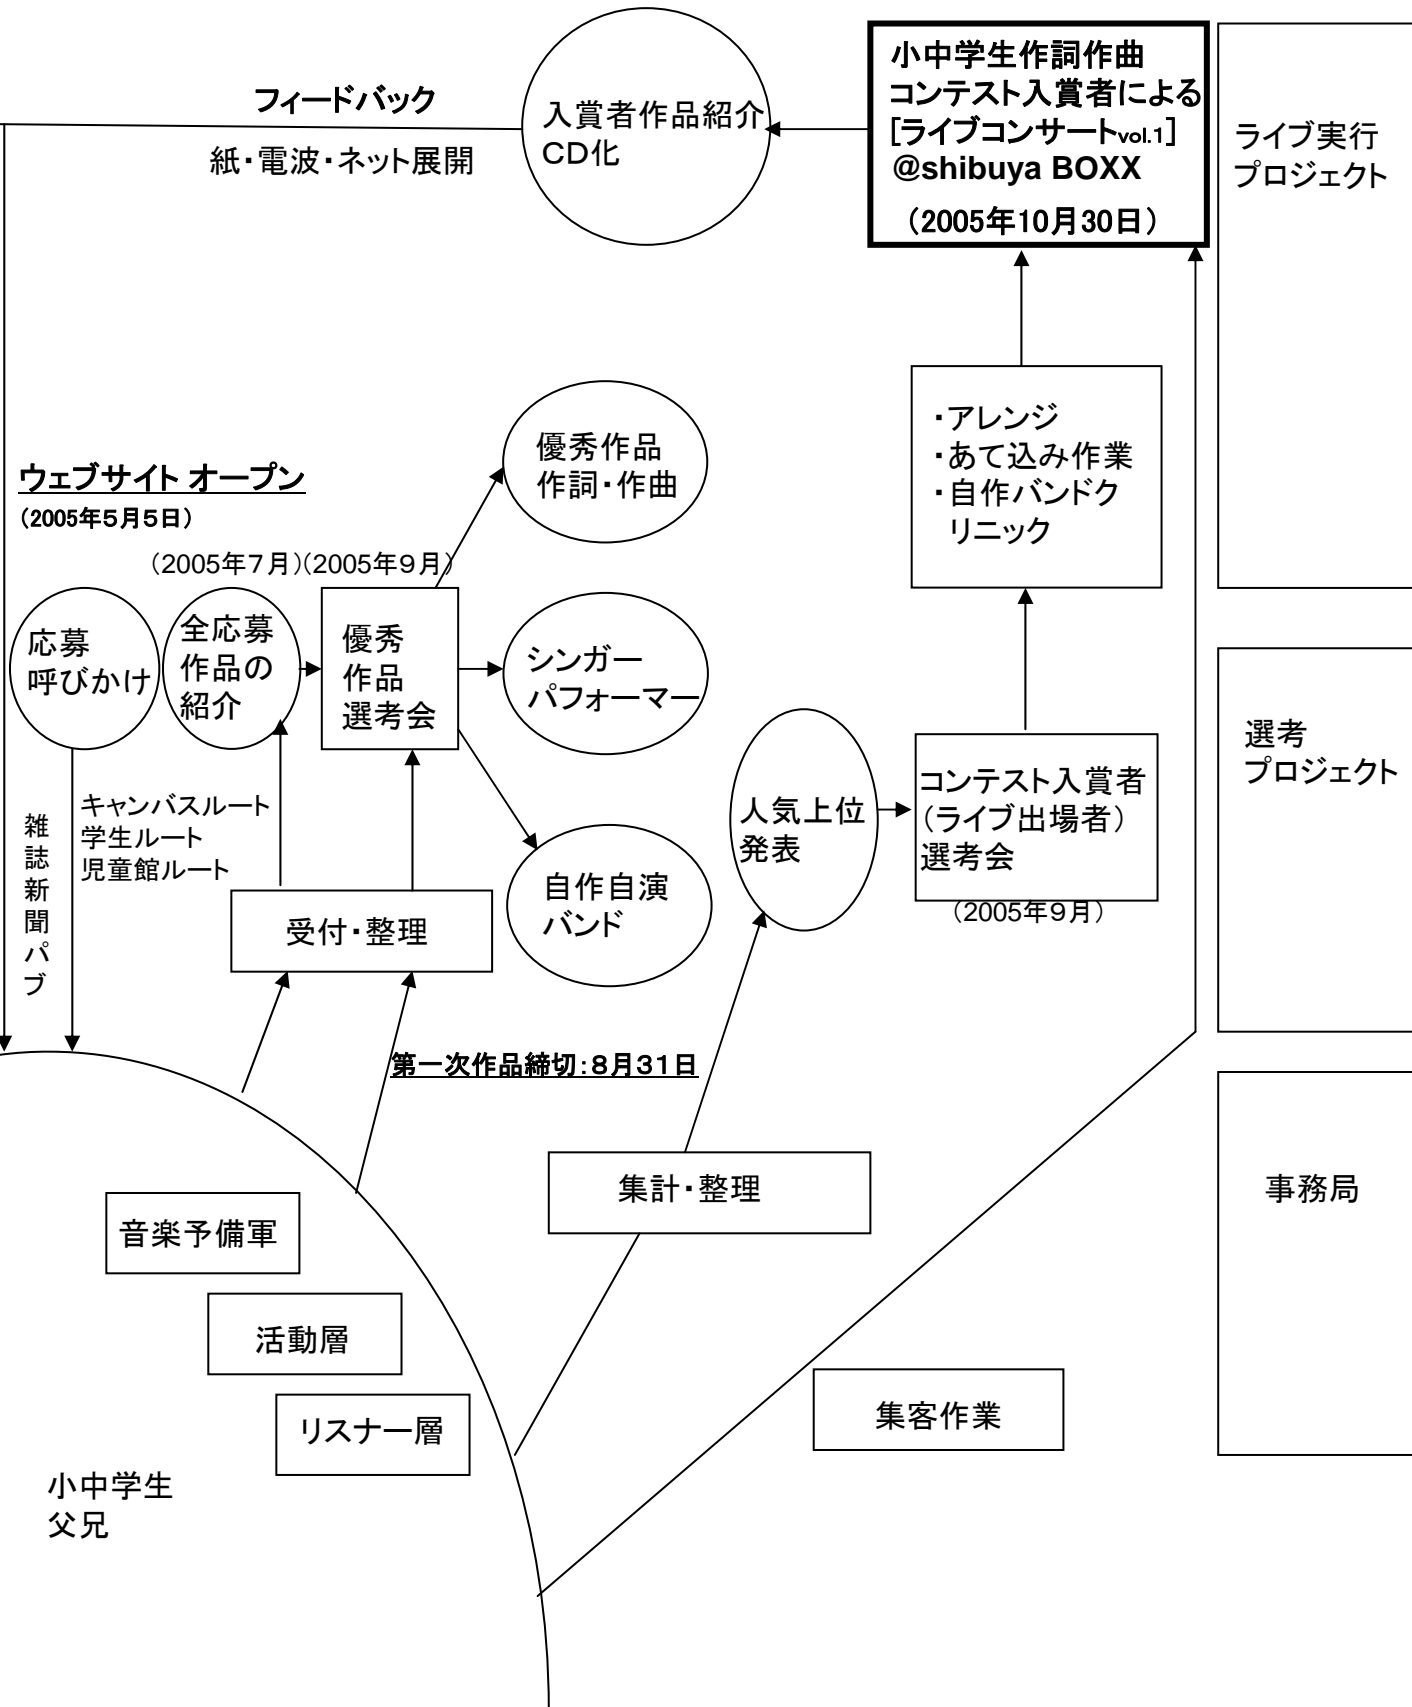 小中学生作詞作曲
コンテスト入賞者による
[ライブコンサートvol.1]
@shibuya BOXX
（2005年10月30日）
フィードバック
紙・電波・ネット展開
入賞者作品紹介
CD化
ライブ実行
プロジェクト
・アレンジ
・あて込み作業
・自作バンドク
リニック
優秀作品
作詞・作曲
ウェブサイト オープン
（2005年5月5日）
（2005年７月）（2005年９月）
応募
呼びかけ
全応募
作品の
紹介
優秀
作品
選考会
シンガー
パフォーマー
選考
プロジェクト
コンテスト入賞者
（ライブ出場者）
選考会
（2005年９月）
人気上位
発表
キャンバスルート
学生ルート
児童館ルート
雑誌新聞パブ
自作自演
バンド
受付・整理
第一次作品締切：8月31日
集計・整理
事務局
音楽予備軍
活動層
リスナー層
集客作業
小中学生
父兄